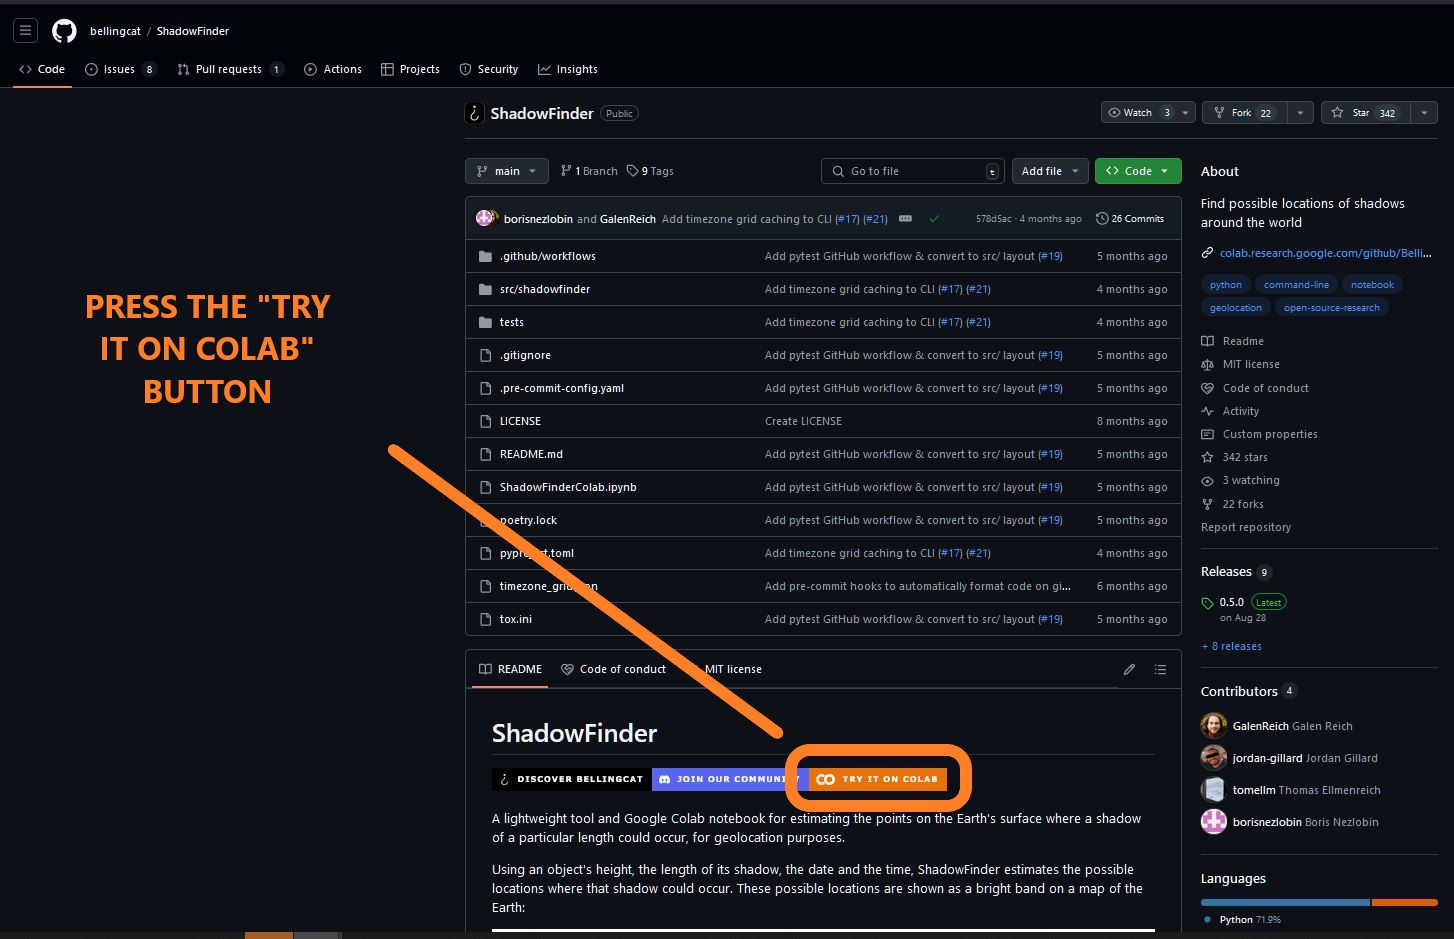 bellingcat / ShadowFinder
Code Issues 8 Pull requests 1 Actions Projects Security Insights
ShadowFinder Public
Watch 3 Fork 22 Star 342
main 1 Branch 9 Tags Go to file t Add file Code
borisnezlobin and GalenReich Add timezone grid caching to CLI (#17) (#21) 578d5ac · 4 months ago 26 Commits
.github/workflows Add pytest GitHub workflow & convert to src/ layout (#19) 5 months ago
src/shadowfinder Add timezone grid caching to CLI (#17) (#21) 4 months ago
tests Add timezone grid caching to CLI (#17) (#21) 4 months ago
.gitignore Add pytest GitHub workflow & convert to src/ layout (#19) 5 months ago
.pre-commit-config.yaml Add pytest GitHub workflow & convert to src/ layout (#19) 5 months ago
LICENSE Create LICENSE 8 months ago
README.md Add pytest GitHub workflow & convert to src/ layout (#19) 5 months ago
ShadowFinderColab.ipynb Add pytest GitHub workflow & convert to src/ layout (#19) 5 months ago
poetry.lock Add pytest GitHub workflow & convert to src/ layout (#19) 5 months ago
Add timezone grid caching to CLI (#17) (#21) 4 months ago
Add pre-commit hooks to automatically format code on gi... 6 months ago
tox.ini Add pytest GitHub workflow & convert to src/ layout (#19) 5 months ago
PRESS THE "TRY
IT ON COLAB"
BUTTON
README Code of conduct MIT license
ShadowFinder
DISCOVER BELLINGCAT JOIN OUR COMMUNITY TRY IT ON COLAB
A lightweight tool and Google Colab notebook for estimating the points on the Earth's surface where a shadow
of a particular length could occur, for geolocation purposes.
Using an object's height, the length of its shadow, the date and the time, ShadowFinder estimates the possible
locations where that shadow could occur. These possible locations are shown as a bright band on a map of the
Earth:
About
Find possible locations of shadows
around the world
colab.research.google.com/github/Belli...
python command-line notebook
geolocation open-source-research
Readme
MIT license
Code of conduct
Activity
Custom properties
342 stars
3 watching
22 forks
Report repository
Releases 9
0.5.0 Latest
on Aug 28
+ 8 releases
Contributors 4
GalenReich Galen Reich
jordan-gillard Jordan Gillard
tomellm Thomas Ellmenreich
borisnezlobin Boris Nezlobin
Languages
Python 71.9%